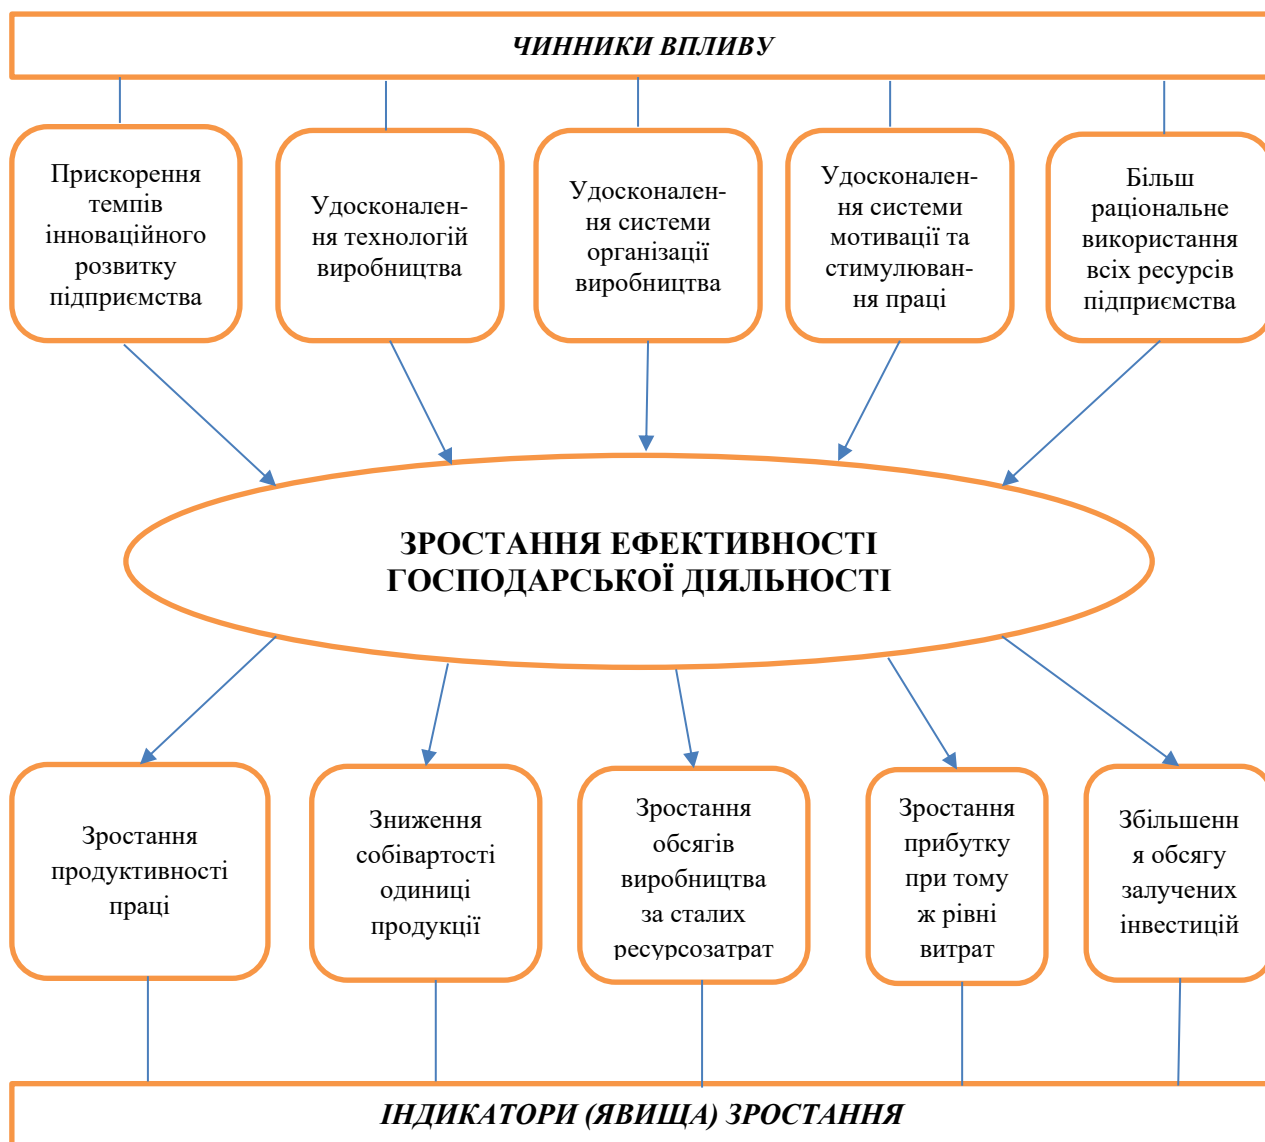 ЧИННИКИ ВПЛИВУ
Прискорення
темпів
інноваційного
розвитку
підприємства
Удосконален-
ня технологій
виробництва
Удосконален-
ня системи
організації
виробництва
Удосконален-
ня системи
мотивації та
стимулюван-
ня праці
Більш
раціональне
використання
всіх ресурсів
підприємства
ЗРОСТАННЯ ЕФЕКТИВНОСТІ
ГОСПОДАРСЬКОЇ ДІЯЛЬНОСТІ
Зростання
продуктивності
праці
Зниження
собівартості
одиниці
продукції
Зростання
обсягів
виробництва
за сталих
ресурсозатрат
Зростання
прибутку
при тому
ж рівні
витрат
Збільшенн
я обсягу
залучених
інвестицій
ІНДИКАТОРИ (ЯВИЩА) ЗРОСТАННЯ